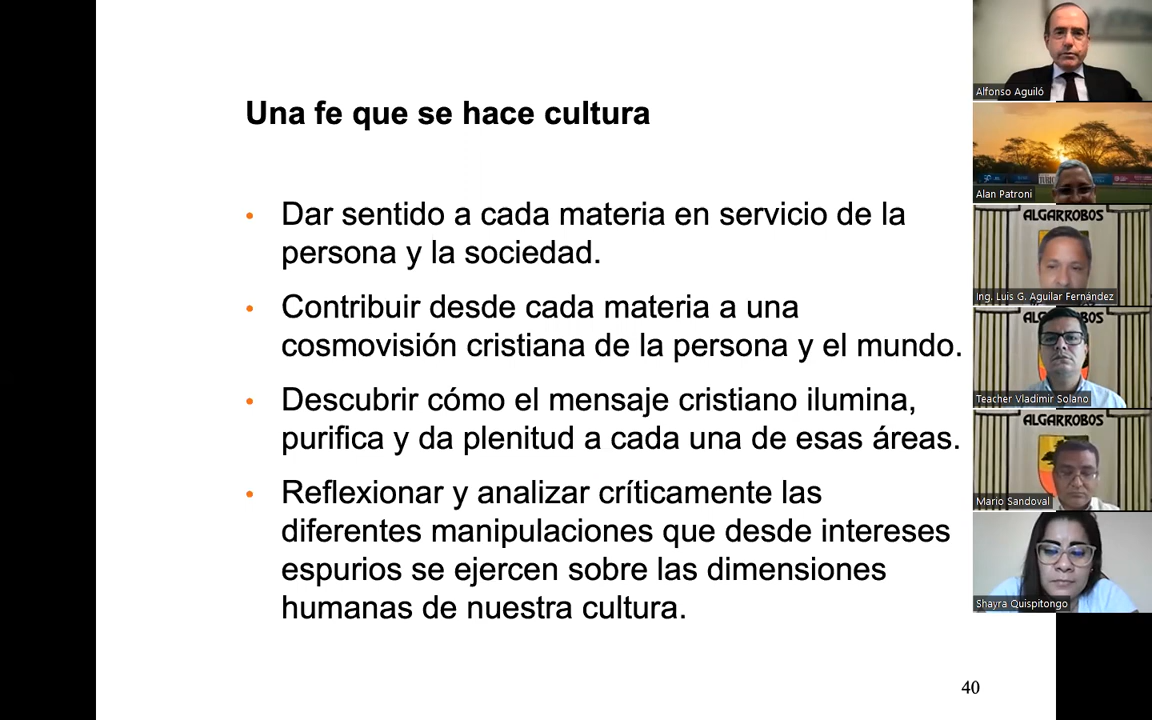 Una fe que se hace cultura
• Dar sentido a cada materia en servicio de la
persona y la sociedad.
• Contribuir desde cada materia a una
cosmovisión cristiana de la persona y el mundo.
• Descubrir cómo el mensaje cristiano ilumina,
purifica y da plenitud a cada una de esas áreas.
• Reflexionar y analizar críticamente las
diferentes manipulaciones que desde intereses
espurios se ejercen sobre las dimensiones
humanas de nuestra cultura.
40
Alfonso Aguiló
Alan Patroni
ALGARROBOS
Ing. Luis G. Aguilar Fernández
Teacher Vladimir Solano
ALGARROBOS
Mario Sandoval
Shayra Quispitongo